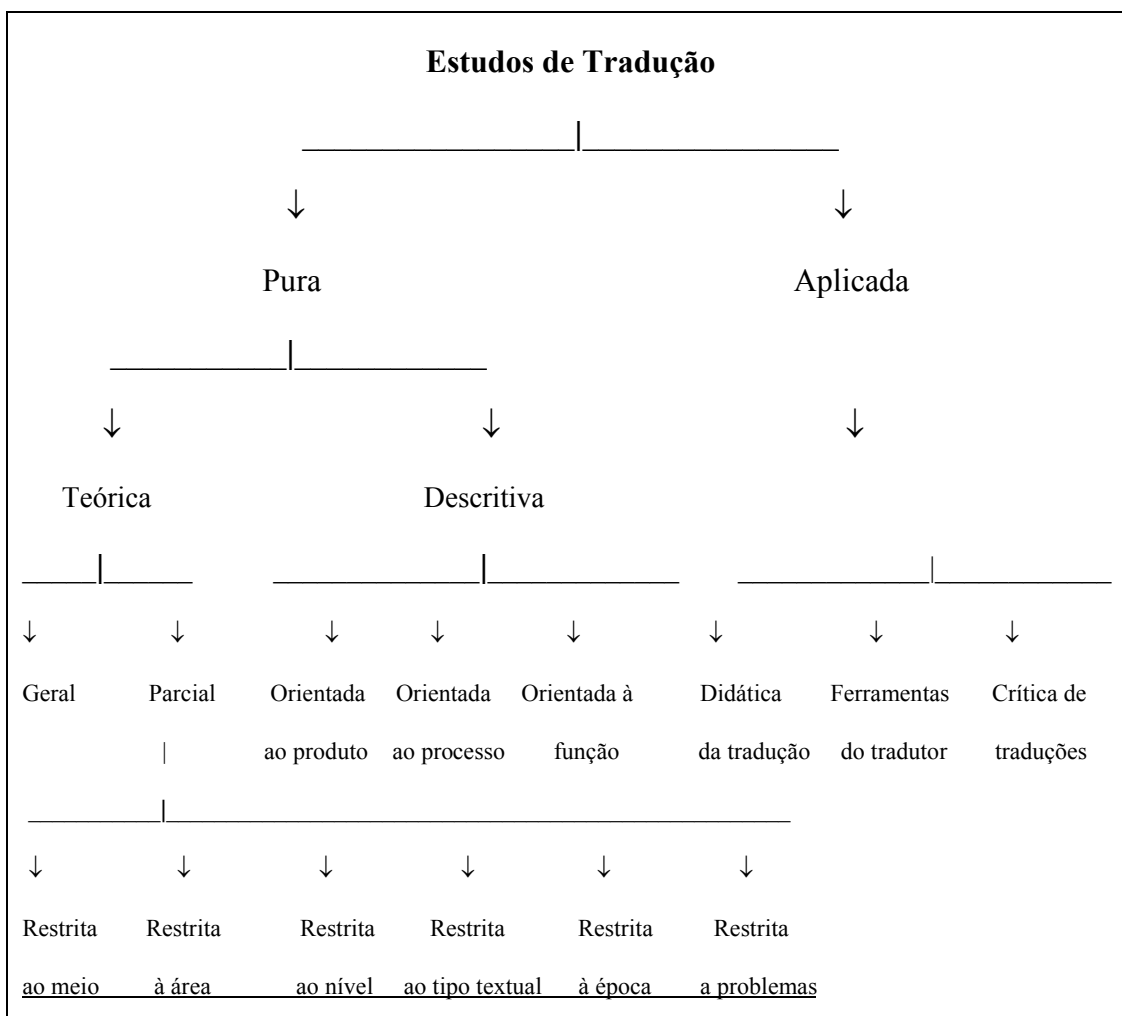 Estudos de Tradução
Pura Aplicada
Teórica Descritiva
Geral Parcial Orientada Orientada Orientada à Didática Ferramentas Crítica de
ao produto ao processo função da tradução do tradutor traduções
Restrita Restrita Restrita Restrita Restrita Restrita
ao meio à área ao nível ao tipo textual à época a problemas